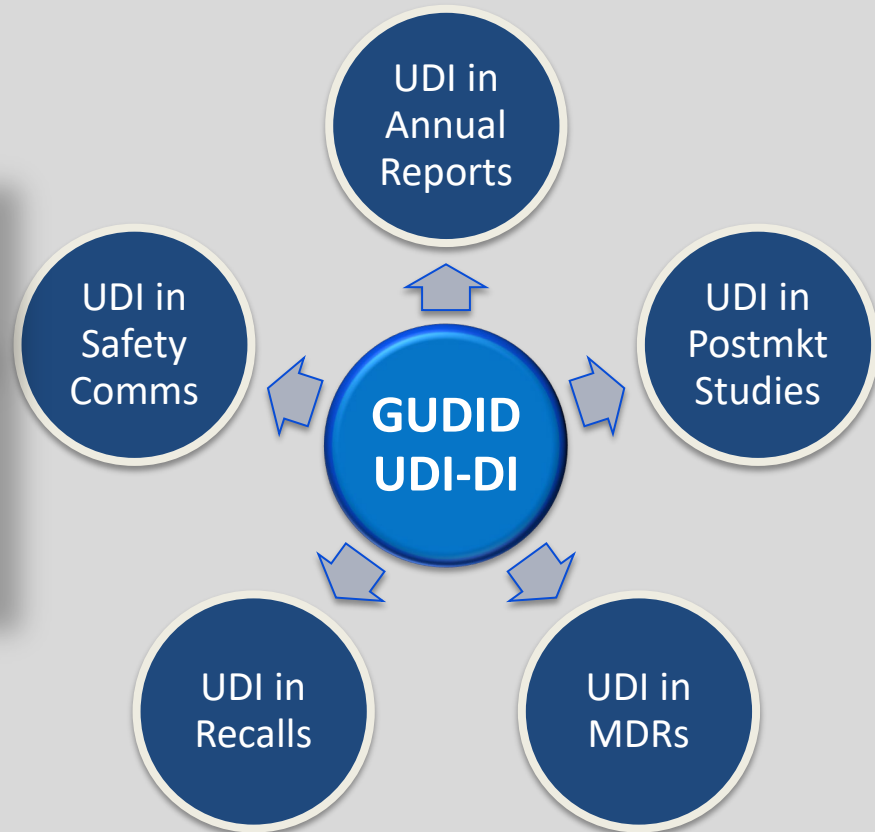 UDI in
Annual
Reports
UDI in
Safety
Comms
UDI in
Postmkt
Studies
GUDID
UDI-DI
UDI in
Recalls
UDI in
MDRs